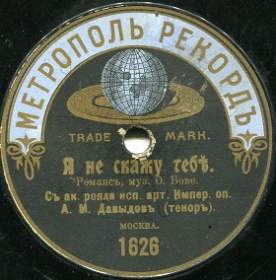 МЕТРОПОЛЬ РЕКОРДЪ
TRADE MARK.
Я не скажу тебѣ.
Романсъ, муз. О. Бове.
Съ ак. рояля исп. арт. Импер. оп.
А. М. Давыдовъ (теноръ).
МОСКВА.
1626